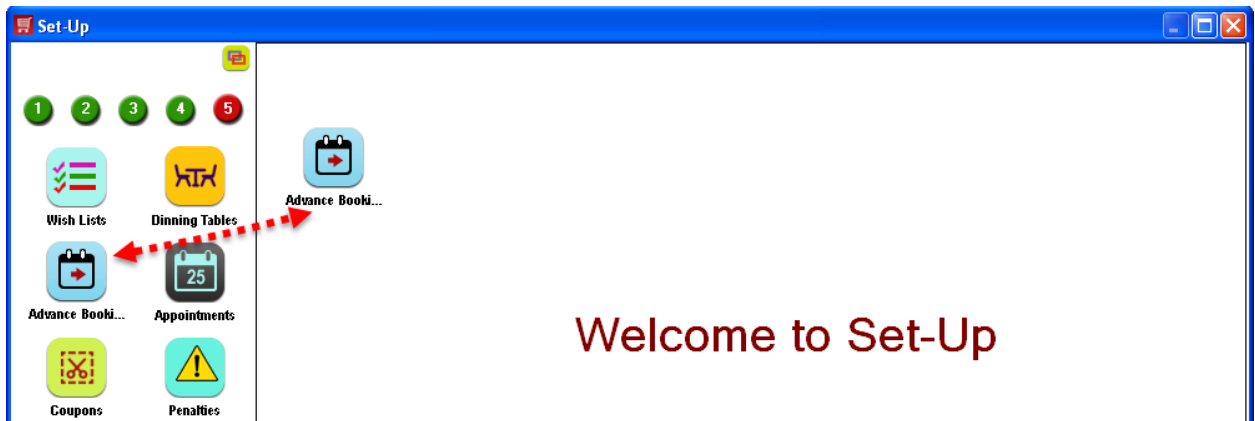 Set-Up
1 2 3 4 5
Wish Lists Dinning Tables
Advance Booki...
25
Advance Booki... Appointments
Welcome to Set-Up
Coupons Penalties